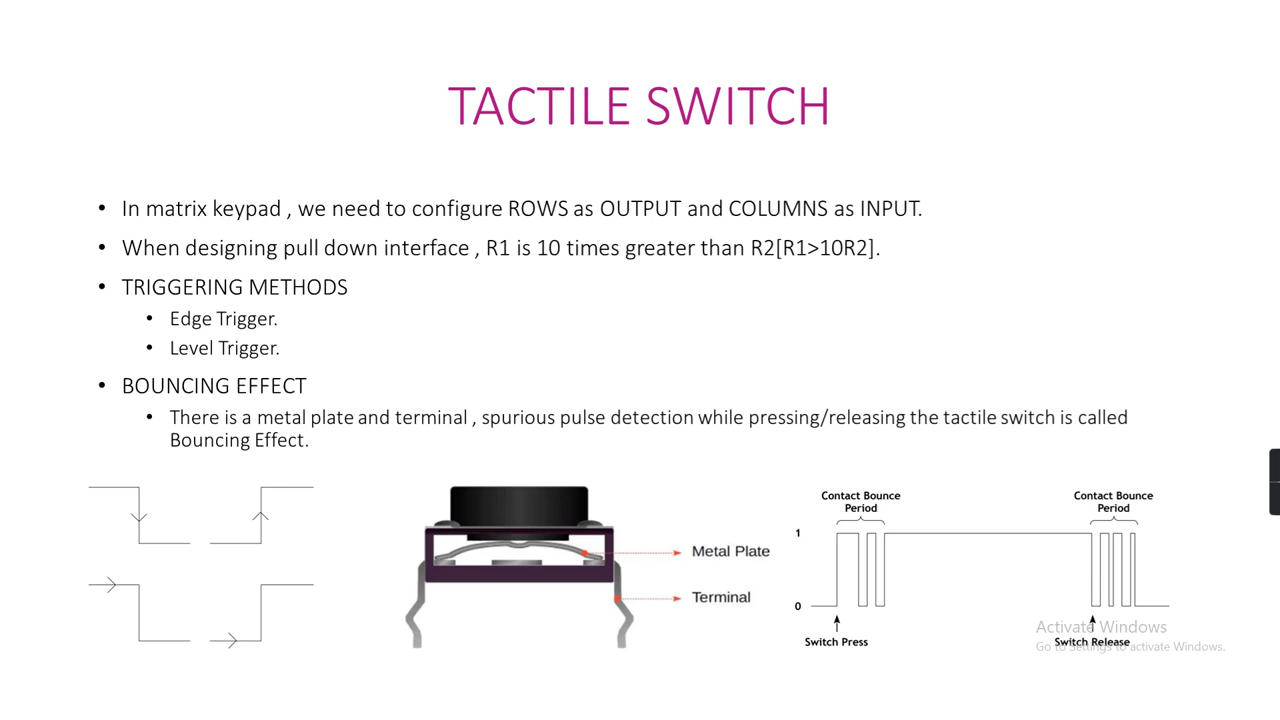 TACTILE SWITCH
• In matrix keypad , we need to configure ROWS as OUTPUT and COLUMNS as INPUT.
• When designing pull down interface , R1 is 10 times greater than R2[R1>10R2].
• TRIGGERING METHODS
• Edge Trigger.
• Level Trigger.
• BOUNCING EFFECT
• There is a metal plate and terminal , spurious pulse detection while pressing/releasing the tactile switch is called
Bouncing Effect.
Metal Plate
Terminal
Contact Bounce
Period
Contact Bounce
Period
1
0
Switch Press
Switch Release
Activate Windows
Go to Settings to activate Windows.